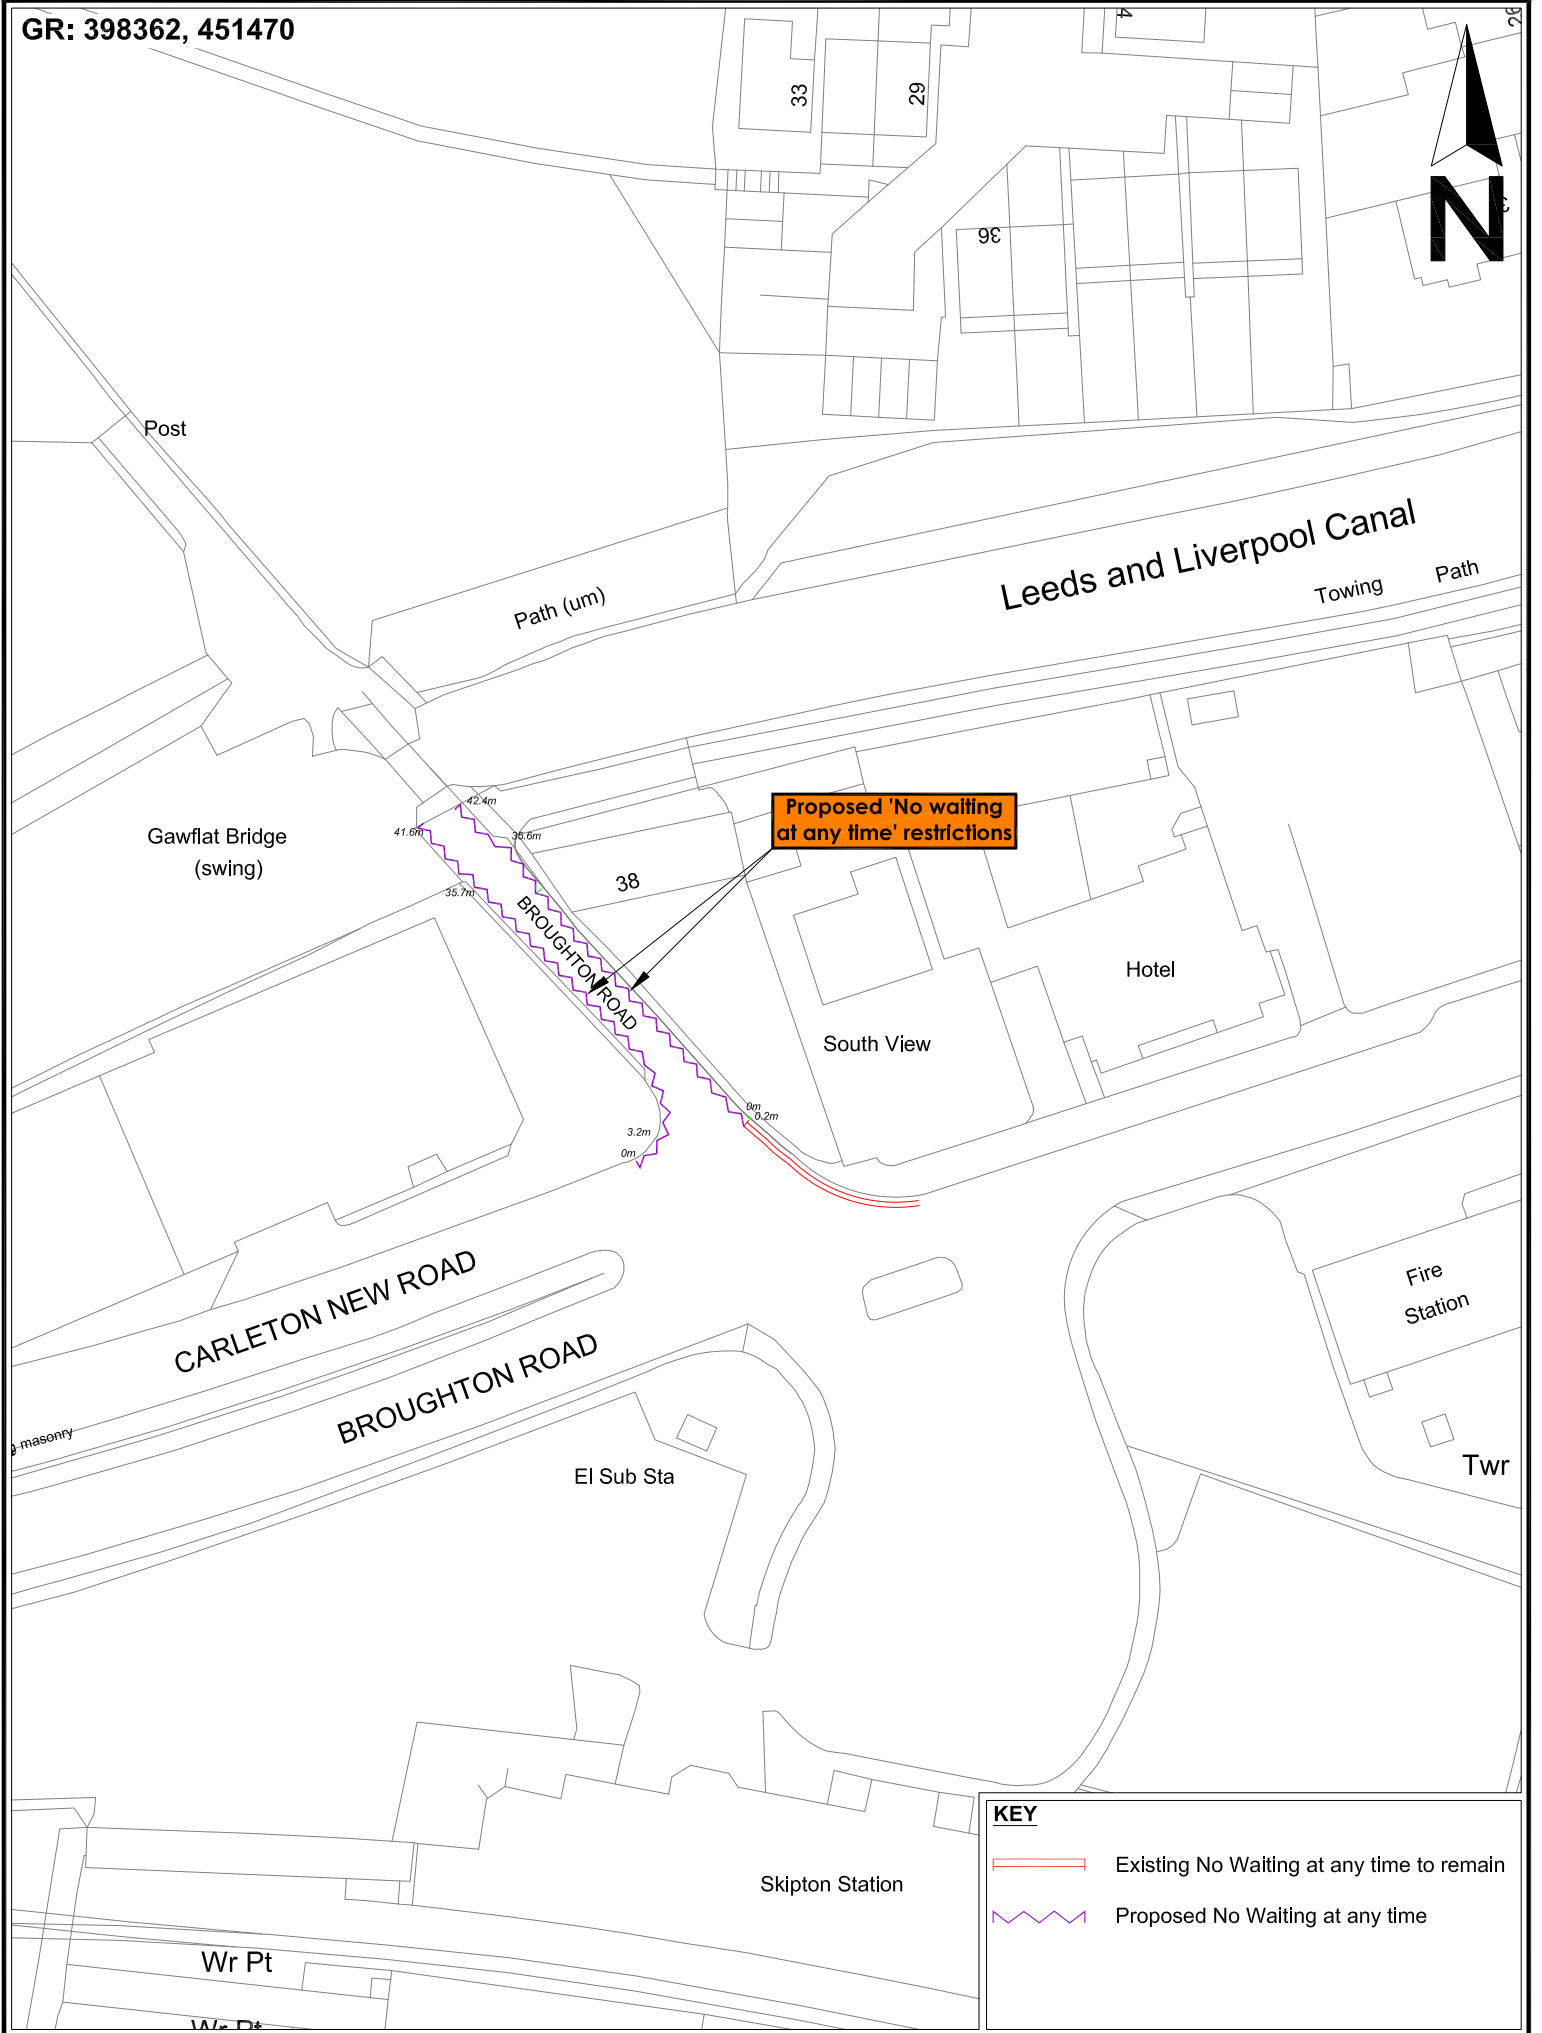 GR: 398362, 451470
33
29
36
N
Post
Leeds and Liverpool Canal
Towing Path
Path (um)
Proposed 'No waiting
at any time' restrictions
42.4m
41.6m
35.6m
35.7m
Gawflat Bridge
(swing)
38
BROUGHTON ROAD
Hotel
South View
0m
0.2m
3.2m
0m
CARLETON NEW ROAD
BROUGHTON ROAD
masonry
Fire
Station
El Sub Sta
Twr
KEY
Existing No Waiting at any time to remain
Proposed No Waiting at any time
Skipton Station
Wr Pt
Wr Pt